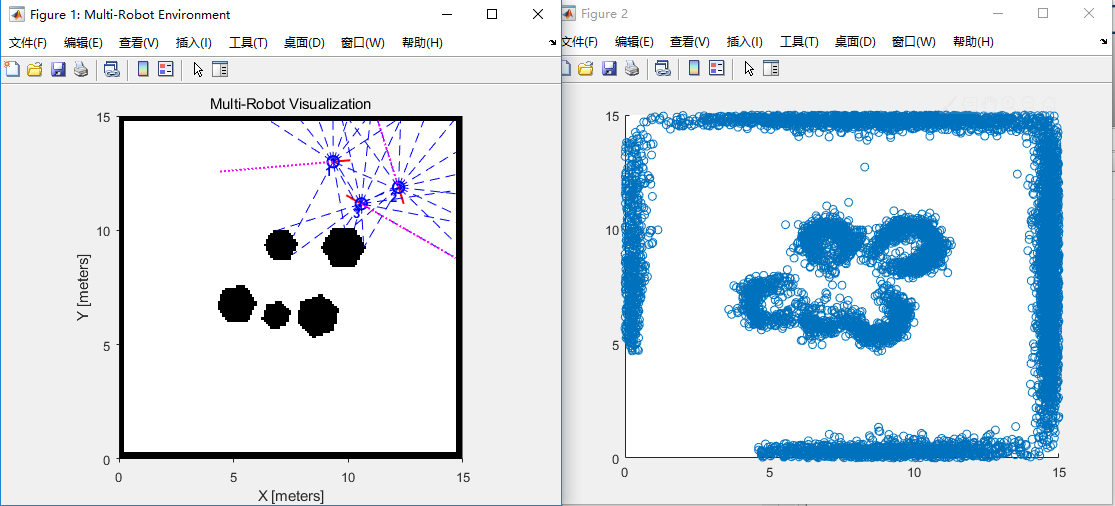 Figure 1: Multi-Robot Environment
文件(F) 编辑(E) 查看(V) 插入(I) 工具(T) 桌面(D) 窗口(W) 帮助(H)
Multi-Robot Visualization
15
10
5
0
Y [meters]
1
2
3
0 5 10 15
X [meters]
Figure 2
文件(F) 编辑(E) 查看(V) 插入(I) 工具(T) 桌面(D) 窗口(W) 帮助(H)
15
10
5
0
0 5 10 15